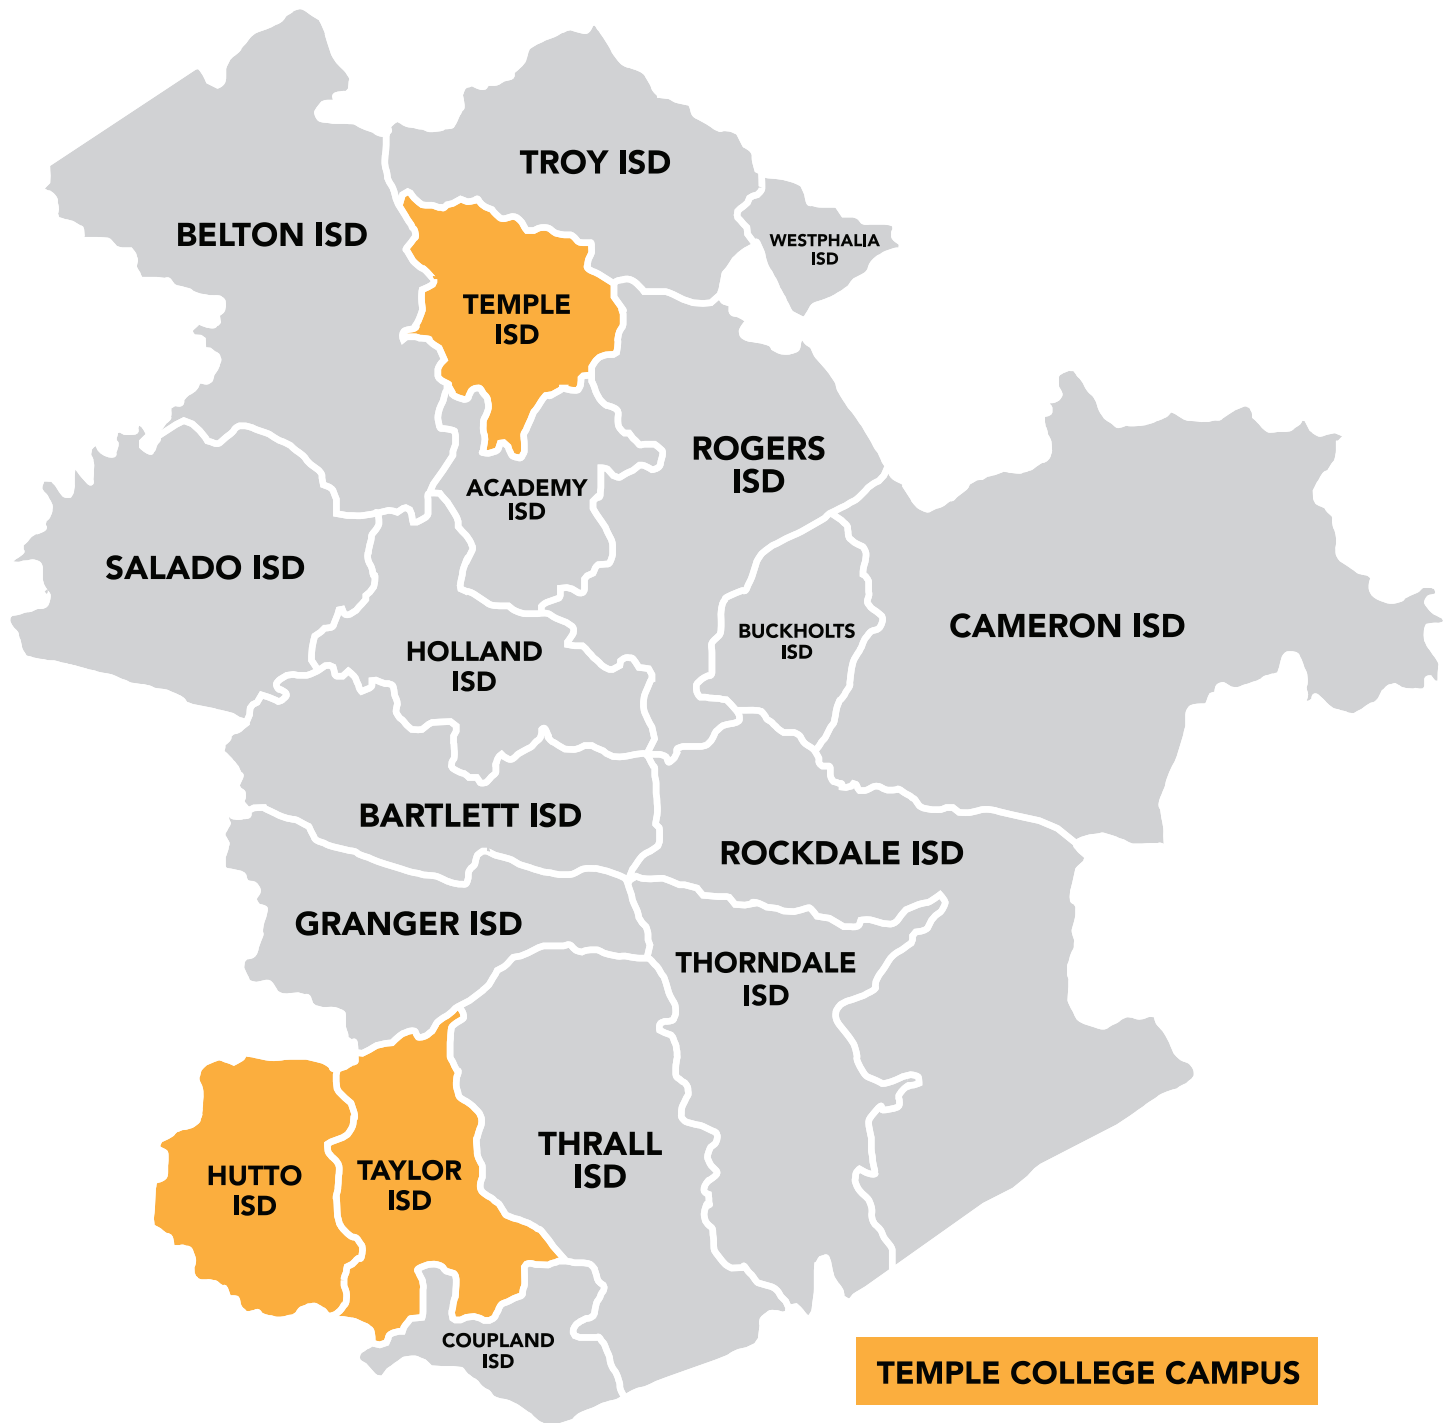 TROY ISD
BELTON ISD
WESTPHALIA
ISD
TEMPLE
ISD
ROGERS
ISD
ACADEMY
ISD
SALADO ISD
CAMERON ISD
BUCKHOLTS
ISD
HOLLAND
ISD
BARTLETT ISD
ROCKDALE ISD
GRANGER ISD
THORNDALE
ISD
THRALL
ISD
HUTTO
ISD
TAYLOR
ISD
COUPLAND
ISD
TEMPLE COLLEGE CAMPUS